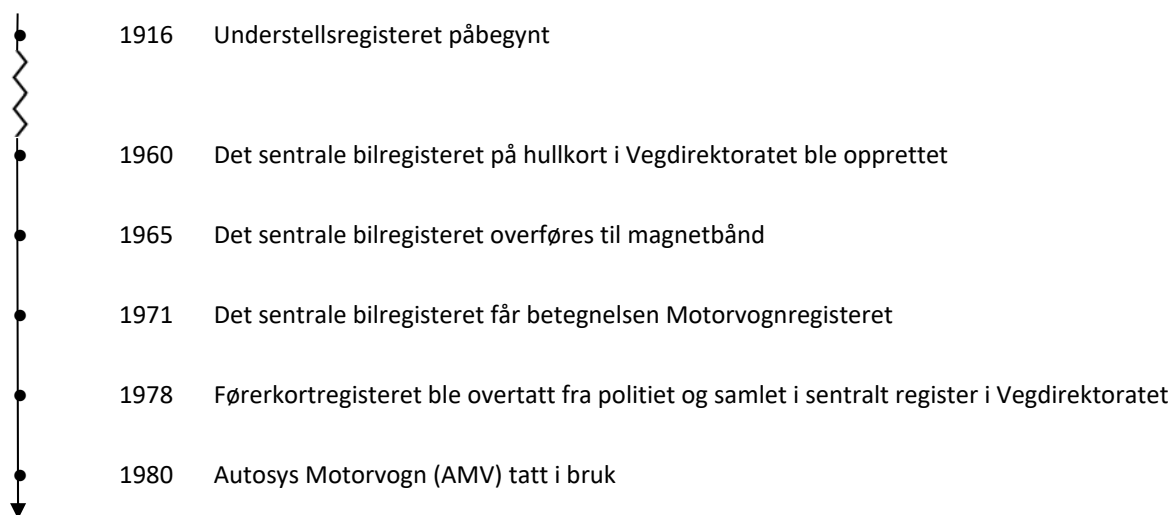 1916 Understellsregisteret påbegynt
1960 Det sentrale bilregisteret på hullkort i Vegdirektoratet ble opprettet
1965 Det sentrale bilregisteret overføres til magnetbånd
1971 Det sentrale bilregisteret får betegnelsen Motorvognregisteret
1978 Førerkortregisteret ble overtatt fra politiet og samlet i sentralt register i Vegdirektoratet
1980 Autosys Motorvogn (AMV) tatt i bruk